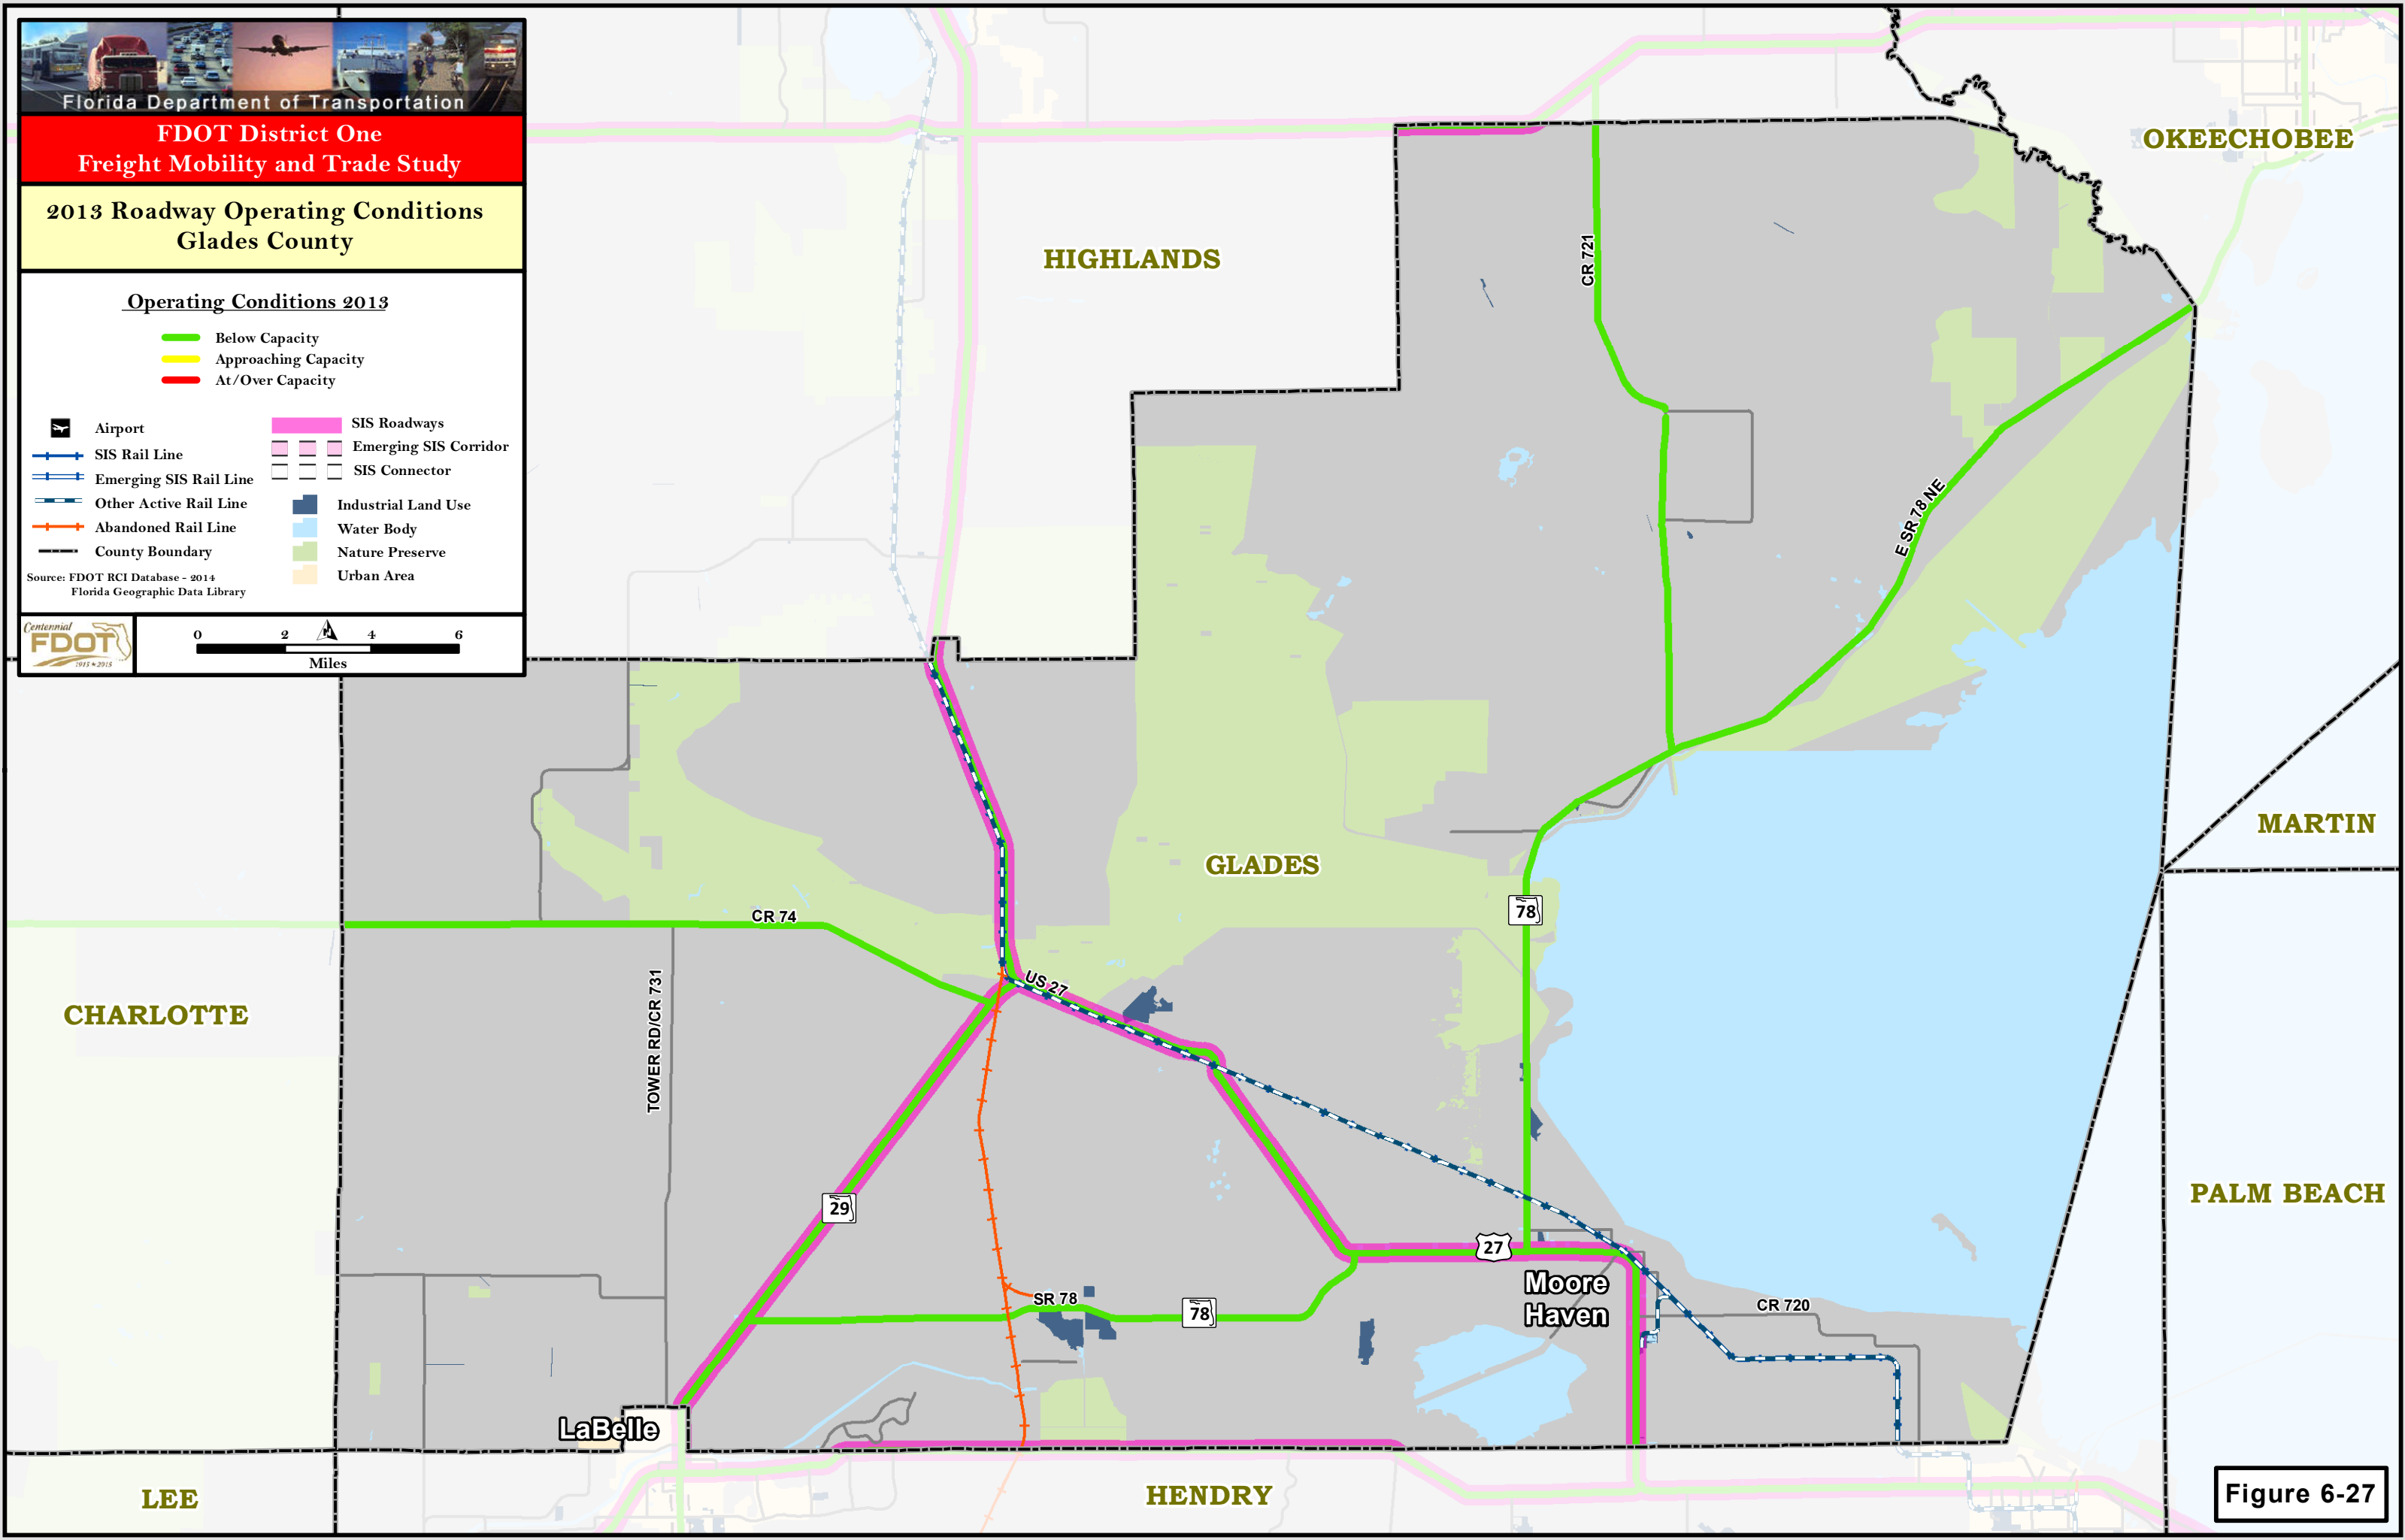 Florida Department of Transportation
FDOT District One
Freight Mobility and Trade Study
2013 Roadway Operating Conditions
Glades County
Operating Conditions 2013
Below Capacity
Approaching Capacity
At/Over Capacity
Airport
SIS Rail Line
Emerging SIS Rail Line
Other Active Rail Line
Abandoned Rail Line
County Boundary
SIS Roadways
Emerging SIS Corridor
SIS Connector
Industrial Land Use
Water Body
Nature Preserve
Urban Area
Source: FDOT RCI Database - 2014
Florida Geographic Data Library
Centennial
FDOT
1915 ★ 2015
N
0 2 4 6
Miles
OKEECHOBEE
HIGHLANDS
CR 721
E SR 78 NE
MARTIN
GLADES
78
CR 74
US 27
TOWER RD/CR 731
CHARLOTTE
PALM BEACH
29
27
Moore
Haven
SR 78
78
CR 720
LaBelle
LEE
HENDRY
Figure 6-27